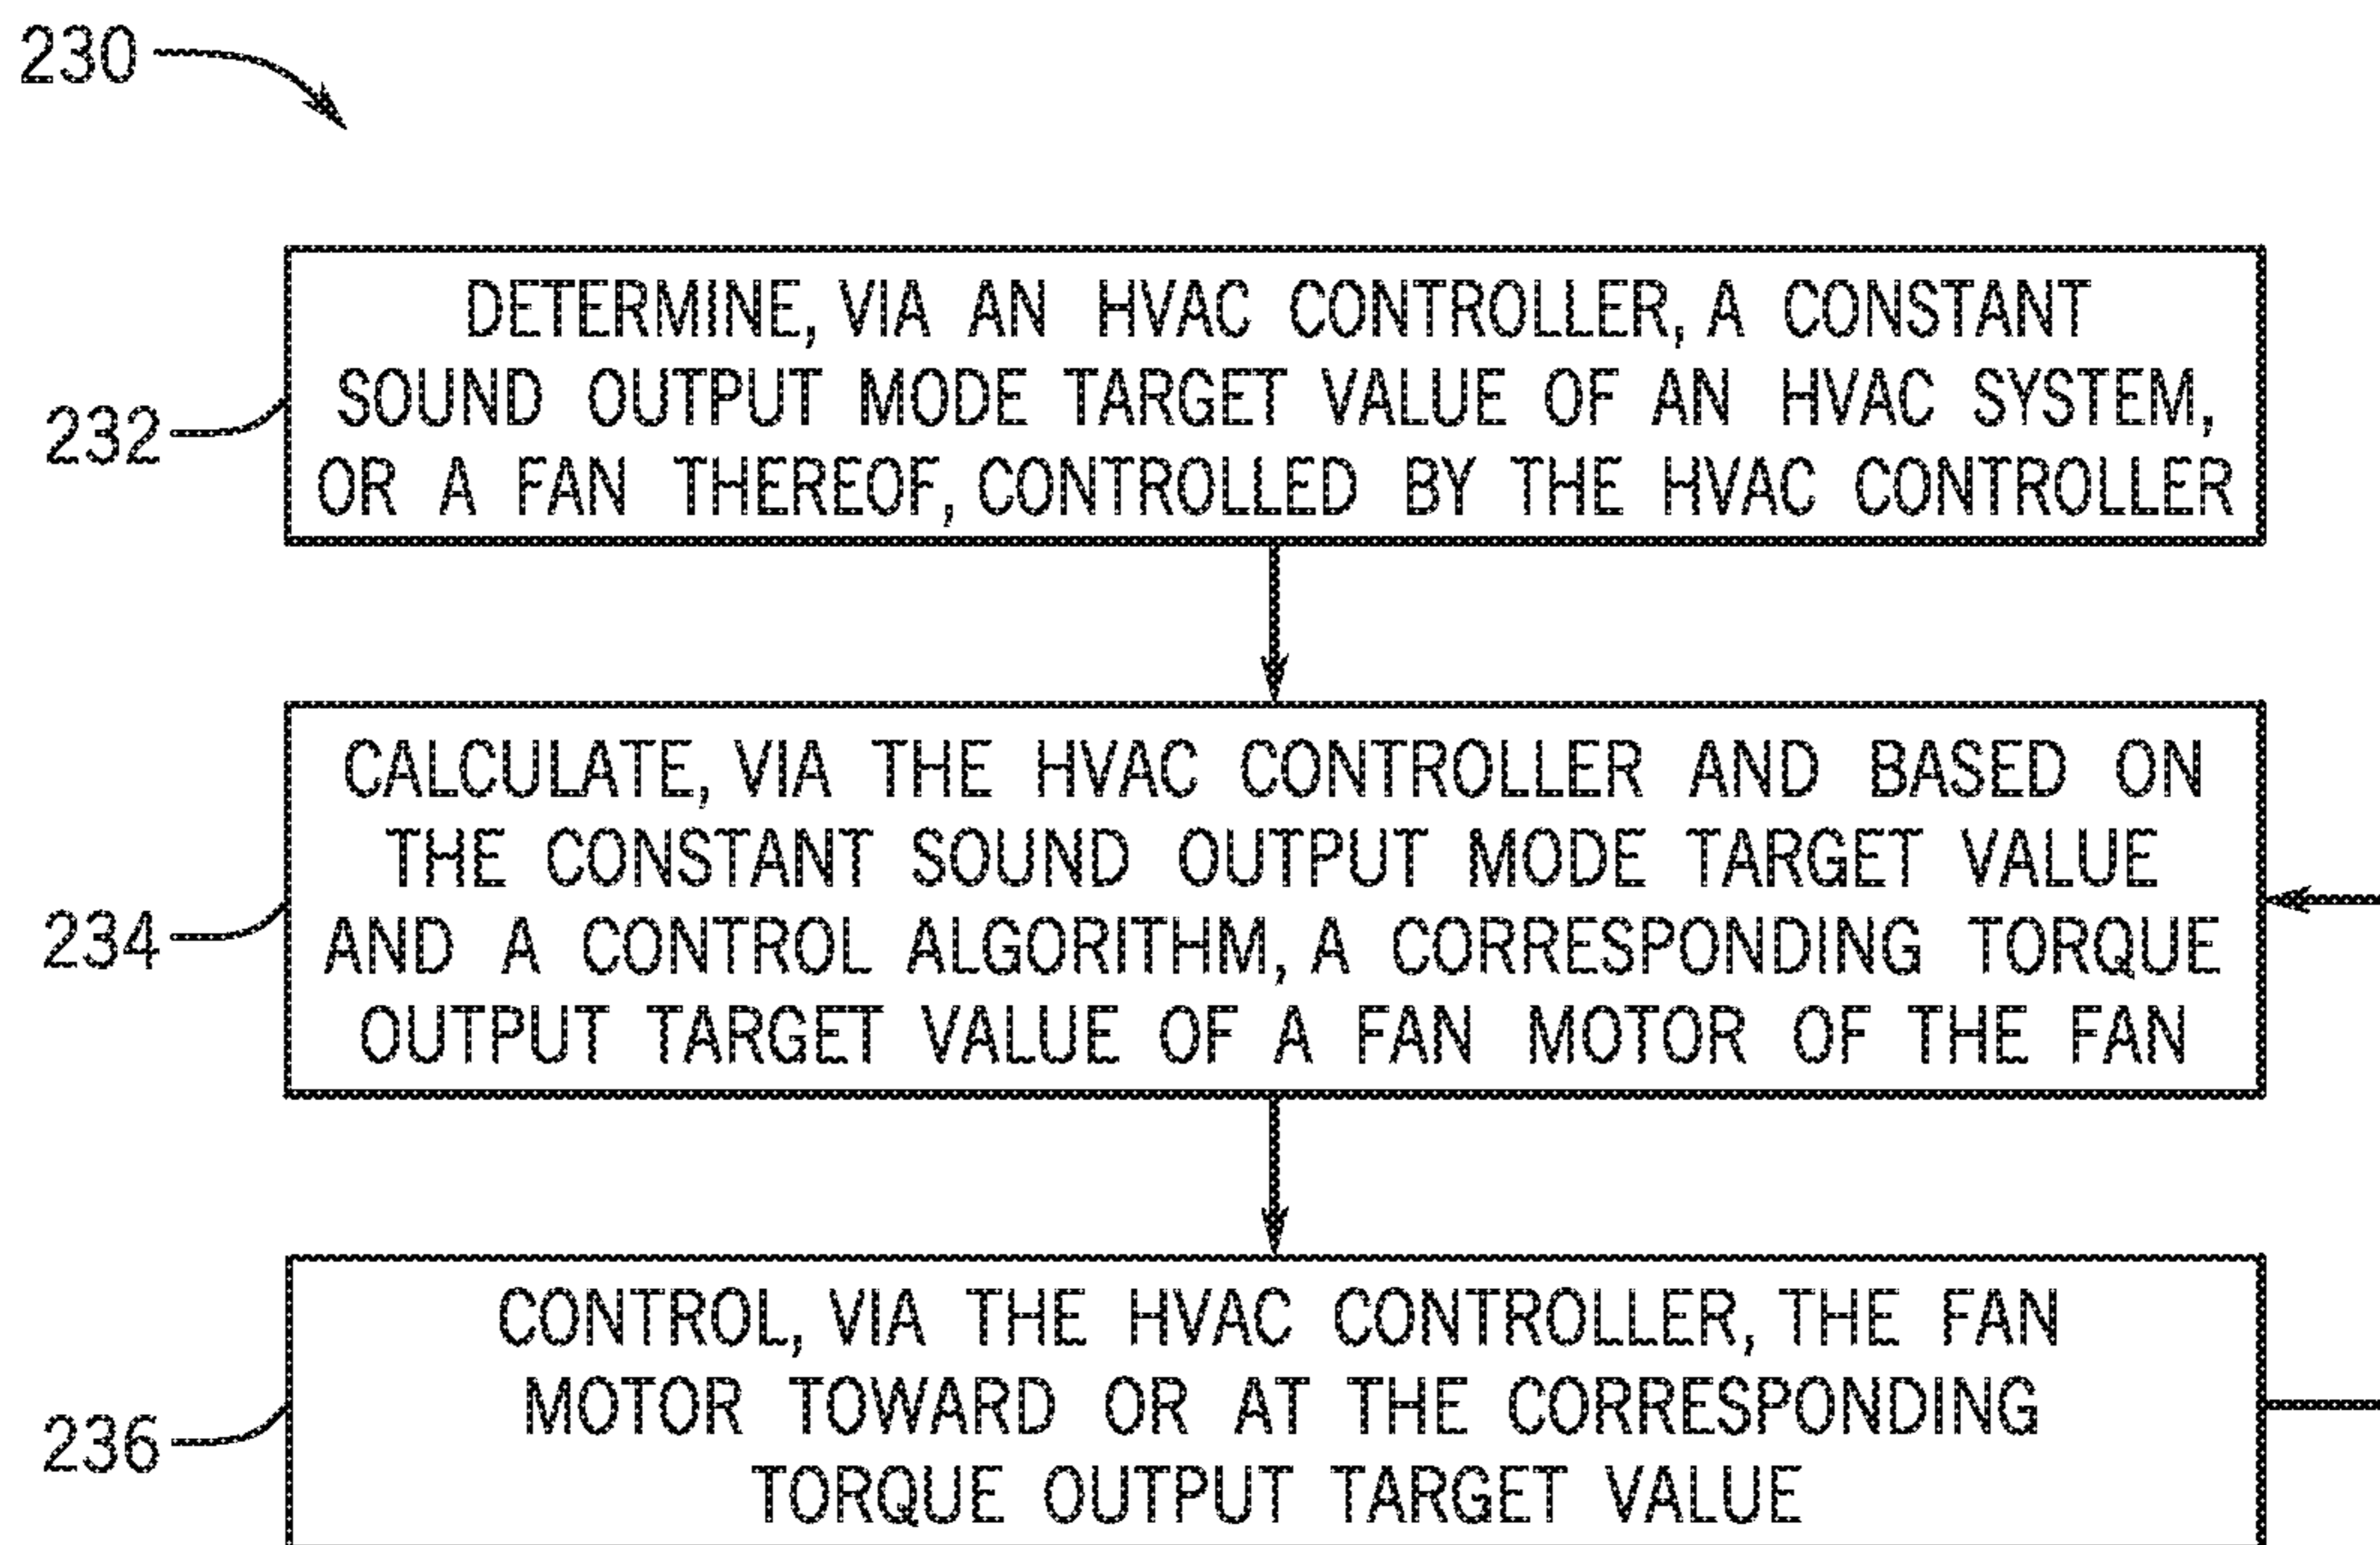 230
DETERMINE, VIA AN HVAC CONTROLLER, A CONSTANT
SOUND OUTPUT MODE TARGET VALUE OF AN HVAC SYSTEM,
OR A FAN THEREOF, CONTROLLED BY THE HVAC CONTROLLER
232
CALCULATE, VIA THE HVAC CONTROLLER AND BASED ON
THE CONSTANT SOUND OUTPUT MODE TARGET VALUE
AND A CONTROL ALGORITHM, A CORRESPONDING TORQUE
OUTPUT TARGET VALUE OF A FAN MOTOR OF THE FAN
234
CONTROL, VIA THE HVAC CONTROLLER, THE FAN
MOTOR TOWARD OR AT THE CORRESPONDING
TORQUE OUTPUT TARGET VALUE
236